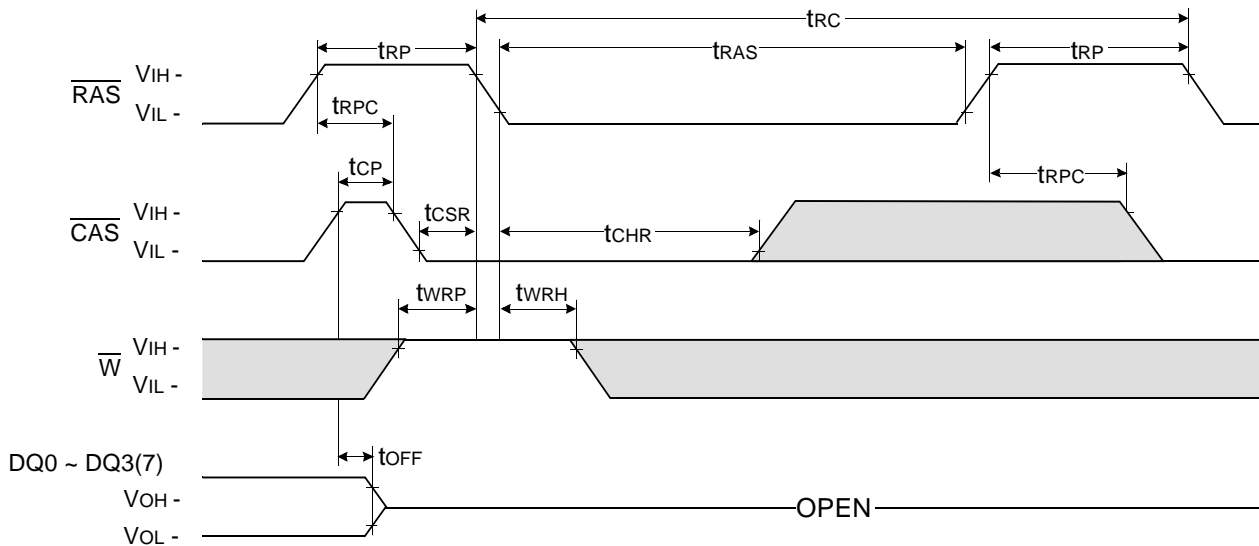 tRC
tRP tRAS tRP
RAS VIH -
VIL -
tRPC
tCP tRPC
CAS VIH -
VIL -
tCSR tCHR
tWRP tWRH
W VIH -
VIL -
DQ0 ~ DQ3(7) tOFF
VOH -
VOL -
OPEN